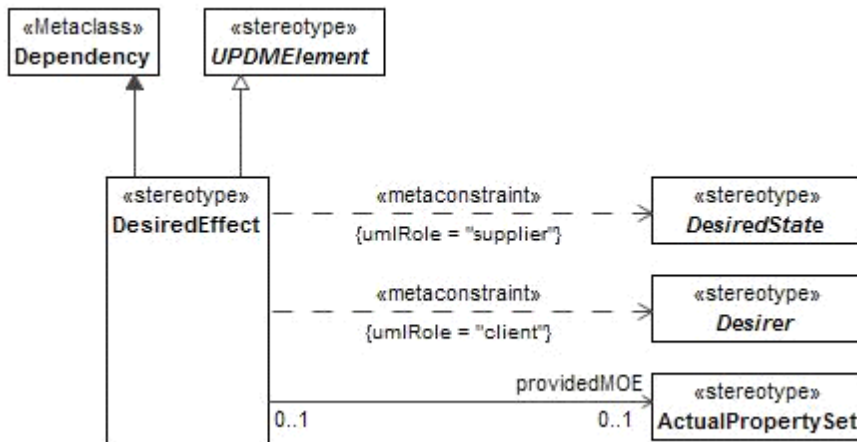 «Metaclass»
Dependency
«stereotype»
UPDMElement
«stereotype»
DesiredEffect
«metaconstraint»
{umlRole = "supplier"}
«stereotype»
DesiredState
«metaconstraint»
{umlRole = "client"}
«stereotype»
Desirer
providedMOE
0..1
0..1
«stereotype»
ActualPropertySet